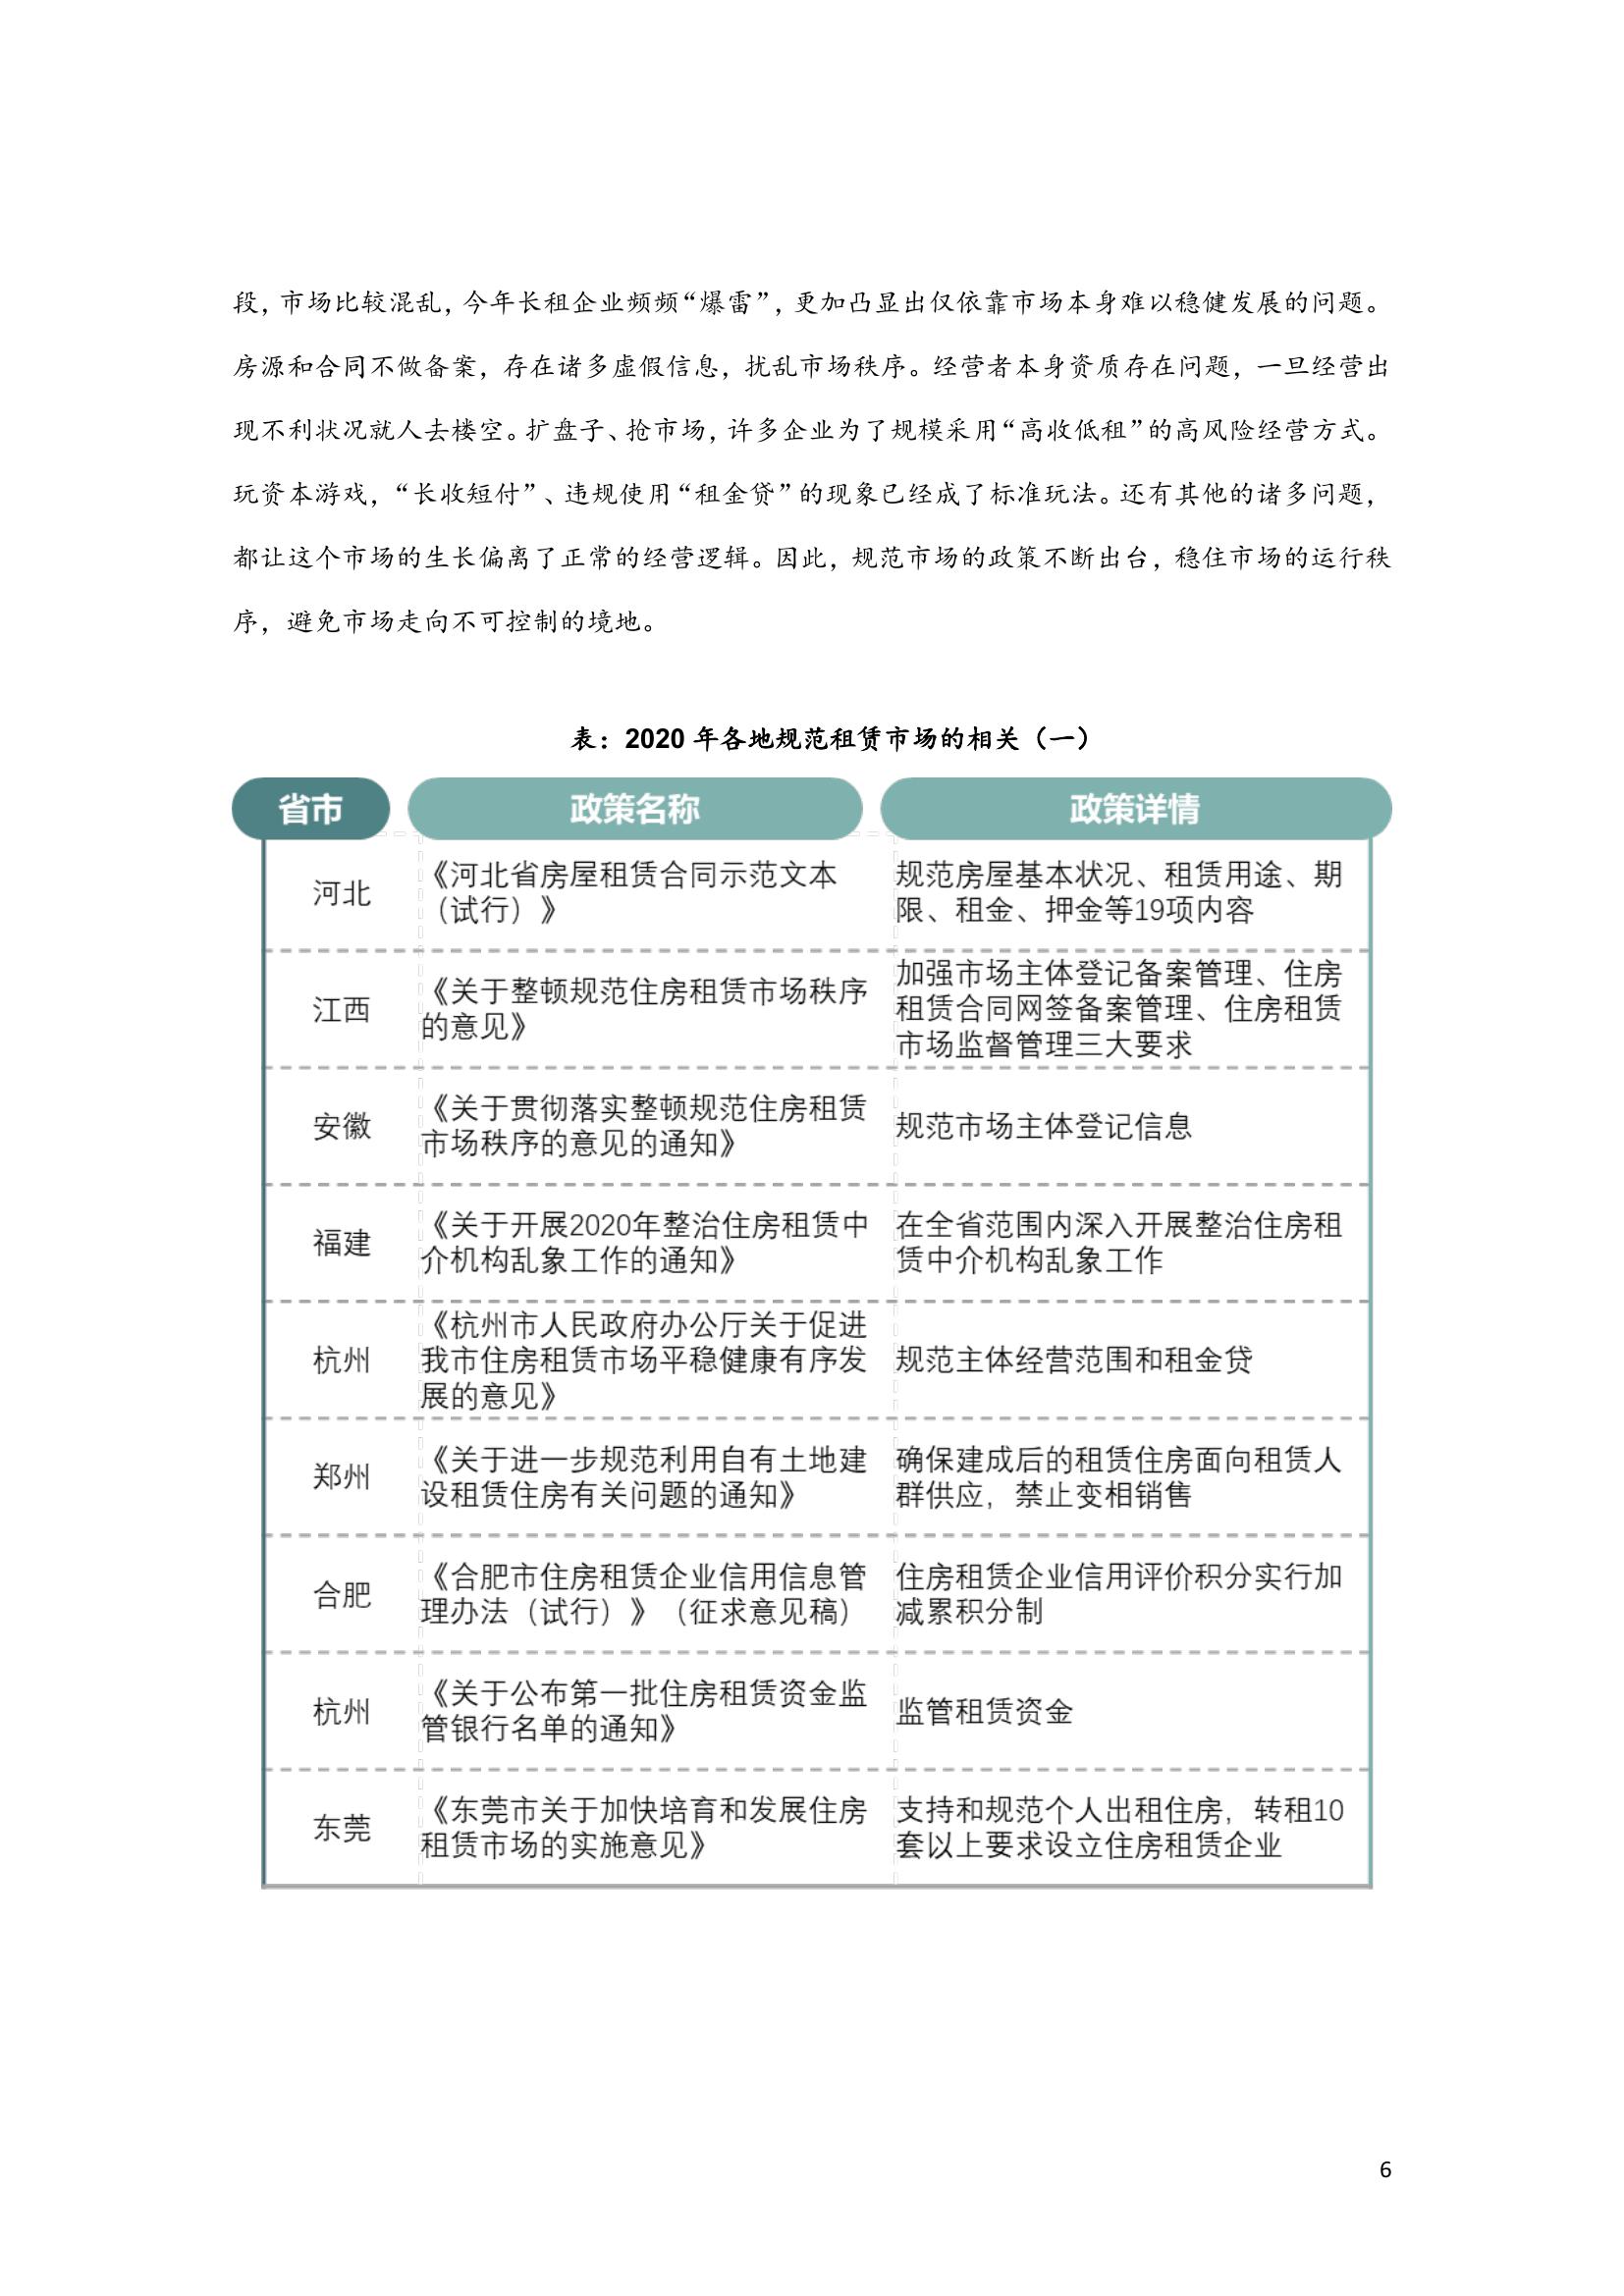 段，市场比较混乱，今年长租企业频频“爆雷”，更加凸显出仅依靠市场本身难以稳健发展的问题。
房源和合同不做备案，存在诸多虚假信息，扰乱市场秩序。经营者本身资质存在问题，一旦经营出
现不利状况就人去楼空。扩盘子、抢市场，许多企业为了规模采用“高收低租”的高风险经营方式。
玩资本游戏，“长收短付”、违规使用“租金贷”的现象已经成了标准玩法。还有其他的诸多问题，
都让这个市场的生长偏离了正常的经营逻辑。因此，规范市场的政策不断出台，稳住市场的运行秩
序，避免市场走向不可控制的境地。
表：2020 年各地规范租赁市场的相关（一）
省市 政策名称 政策详情
河北
《河北省房屋租赁合同示范文本
（试行）》
规范房屋基本状况、租赁用途、期
限、租金、押金等19项内容
江西
《关于整顿规范住房租赁市场秩序
的意见》
加强市场主体登记备案管理、住房
租赁合同网签备案管理、住房租赁
市场监督管理三大要求
安徽
《关于贯彻落实整顿规范住房租赁
市场秩序的意见的通知》
规范市场主体登记信息
福建
《关于开展2020年整治住房租赁中
介机构乱象工作的通知》
在全省范围内深入开展整治住房租
赁中介机构乱象工作
杭州
《杭州市人民政府办公厅关于促进
我市住房租赁市场平稳健康有序发
展的意见》
规范主体经营范围和租金贷
郑州
《关于进一步规范利用自有土地建
设租赁住房有关问题的通知》
确保建成后的租赁住房面向租赁人
群供应，禁止变相销售
合肥
《合肥市住房租赁企业信用信息管
理办法（试行）》（征求意见稿）
住房租赁企业信用评价积分实行加
减累积分制
杭州
《关于公布第一批住房租赁资金监
管银行名单的通知》
监管租赁资金
东莞
《东莞市关于加快培育和发展住房
租赁市场的实施意见》
支持和规范个人出租住房，转租10
套以上要求设立住房租赁企业
6